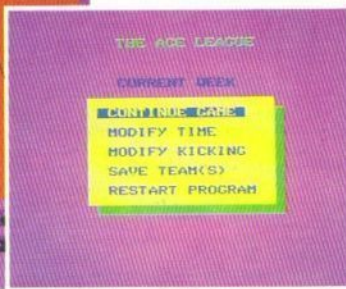 THE ACE LEAGUE
CURRENT WEEK
CONTINUE GAME
MODIFY TIME
MODIFY KICKING
SAVE TEAM(S)
RESTART PROGRAM